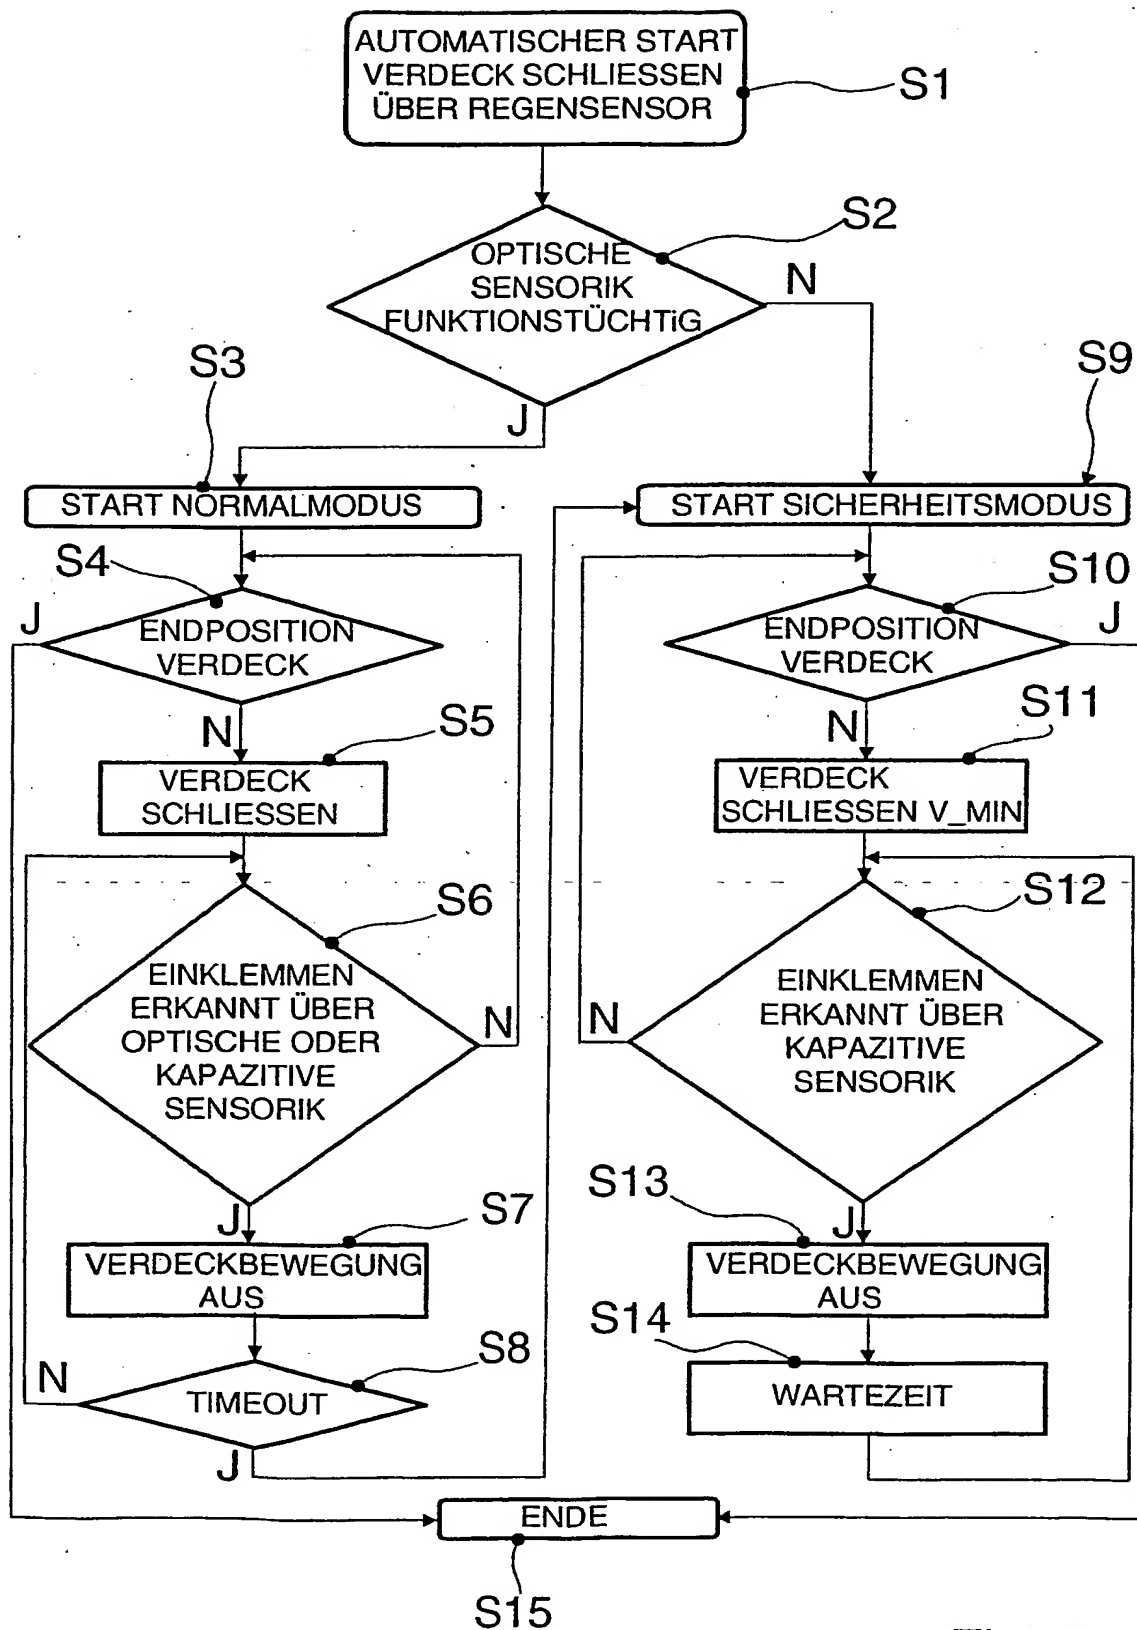 AUTOMATISCHER START
VERDECK SCHLIESSEN
ÜBER REGENSENSOR
S1
S2
OPTISCHE
SENSORIK
FUNKTIONSTÜCHTiG
N
J
S3
S9
START NORMALMODUS
START SICHERHEITSMODUS
S4
J
ENDPOSITION
VERDECK
N
S10
ENDPOSITION
VERDECK
J
N
S5
VERDECK
SCHLIESSEN
S11
VERDECK
SCHLIESSEN V_MIN
S6
EINKLEMMEN
ERKANNT ÜBER
OPTISCHE ODER
KAPAZITIVE
SENSORIK
N
J
S12
EINKLEMMEN
ERKANNT ÜBER
KAPAZITIVE
SENSORIK
N
J
S7
VERDECKBEWEGUNG
AUS
S13
VERDECKBEWEGUNG
AUS
S8
N
TIMEOUT
J
S14
WARTEZEIT
ENDE
S15